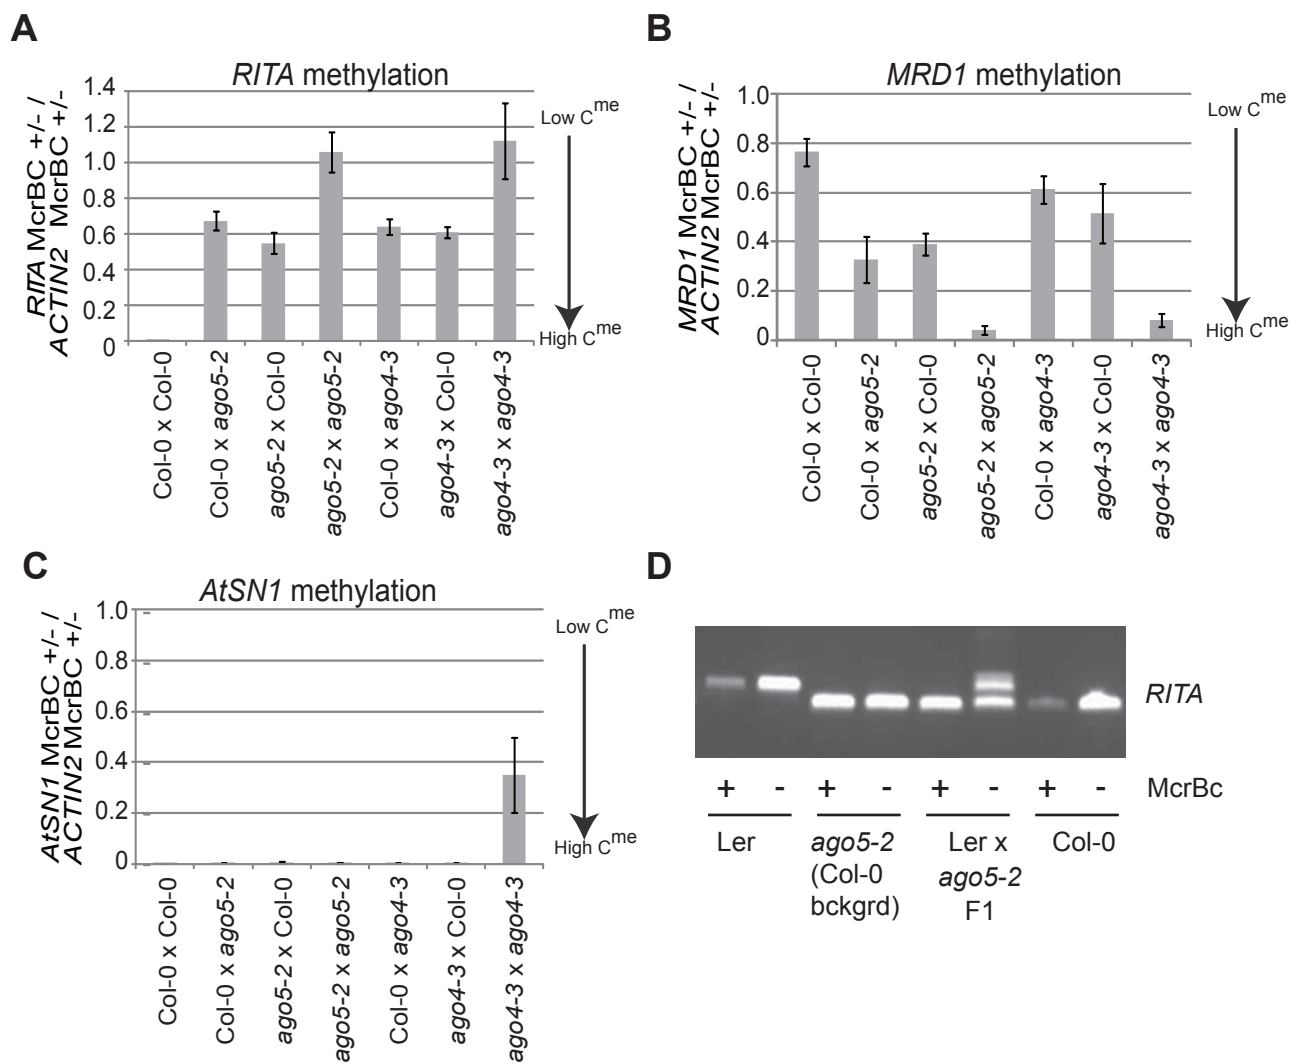 A
RITA methylation
RITA McrBC +/- /
ACTIN2 McrBC +/-
1.4
1.2
1.0
0.8
0.6
0.4
0.2
0
Low C me
High C me
Col-0 x Col-0
Col-0 x ago5-2
ago5-2 x Col-0
ago5-2 x ago5-2
Col-0 x ago4-3
ago4-3 x Col-0
ago4-3 x ago4-3
B
MRD1 methylation
MRD1 McrBC +/- /
ACTIN2 McrBC +/-
1.0
0.8
0.6
0.4
0.2
0
Low C me
High C me
Col-0 x Col-0
Col-0 x ago5-2
ago5-2 x Col-0
ago5-2 x ago5-2
Col-0 x ago4-3
ago4-3 x Col-0
ago4-3 x ago4-3
C
AtSN1 methylation
AtSN1 McrBC +/- /
ACTIN2 McrBC +/-
1.0
0.8
0.6
0.4
0.2
0
Low C me
High C me
Col-0 x Col-0
Col-0 x ago5-2
ago5-2 x Col-0
ago5-2 x ago5-2
Col-0 x ago4-3
ago4-3 x Col-0
ago4-3 x ago4-3
D
RITA
+ - + - + - + - McrBc
Ler ago5-2 Ler x Col-0
(Col-0 ago5-2
bckgrd) F1